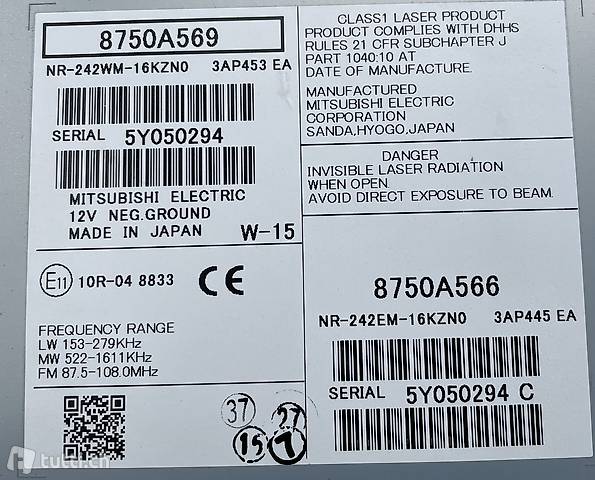 8750A569
NR-242WM-16KZN0 3AP453 EA
SERIAL 5Y050294
MITSUBISHI ELECTRIC
12V NEG.GROUND
MADE IN JAPAN W-15
E11 10R-04 8833 CE
FREQUENCY RANGE
LW 153-279KHz
MW 522-1611KHz
FM 87.5-108.0MHz
CLASS1 LASER PRODUCT
PRODUCT COMPLIES WITH DHHS
RULES 21 CFR SUBCHAPTER J
PART 1040:10 AT
DATE OF MANUFACTURE.
MANUFACTURED
MITSUBISHI ELECTRIC
CORPORATION
SANDA,HYOGO,JAPAN
DANGER
INVISIBLE LASER RADIATION
WHEN OPEN.
AVOID DIRECT EXPOSURE TO BEAM.
8750A566
NR-242EM-16KZN0 3AP445 EA
SERIAL 5Y050294 C
37 27
15 1
tutti.ch